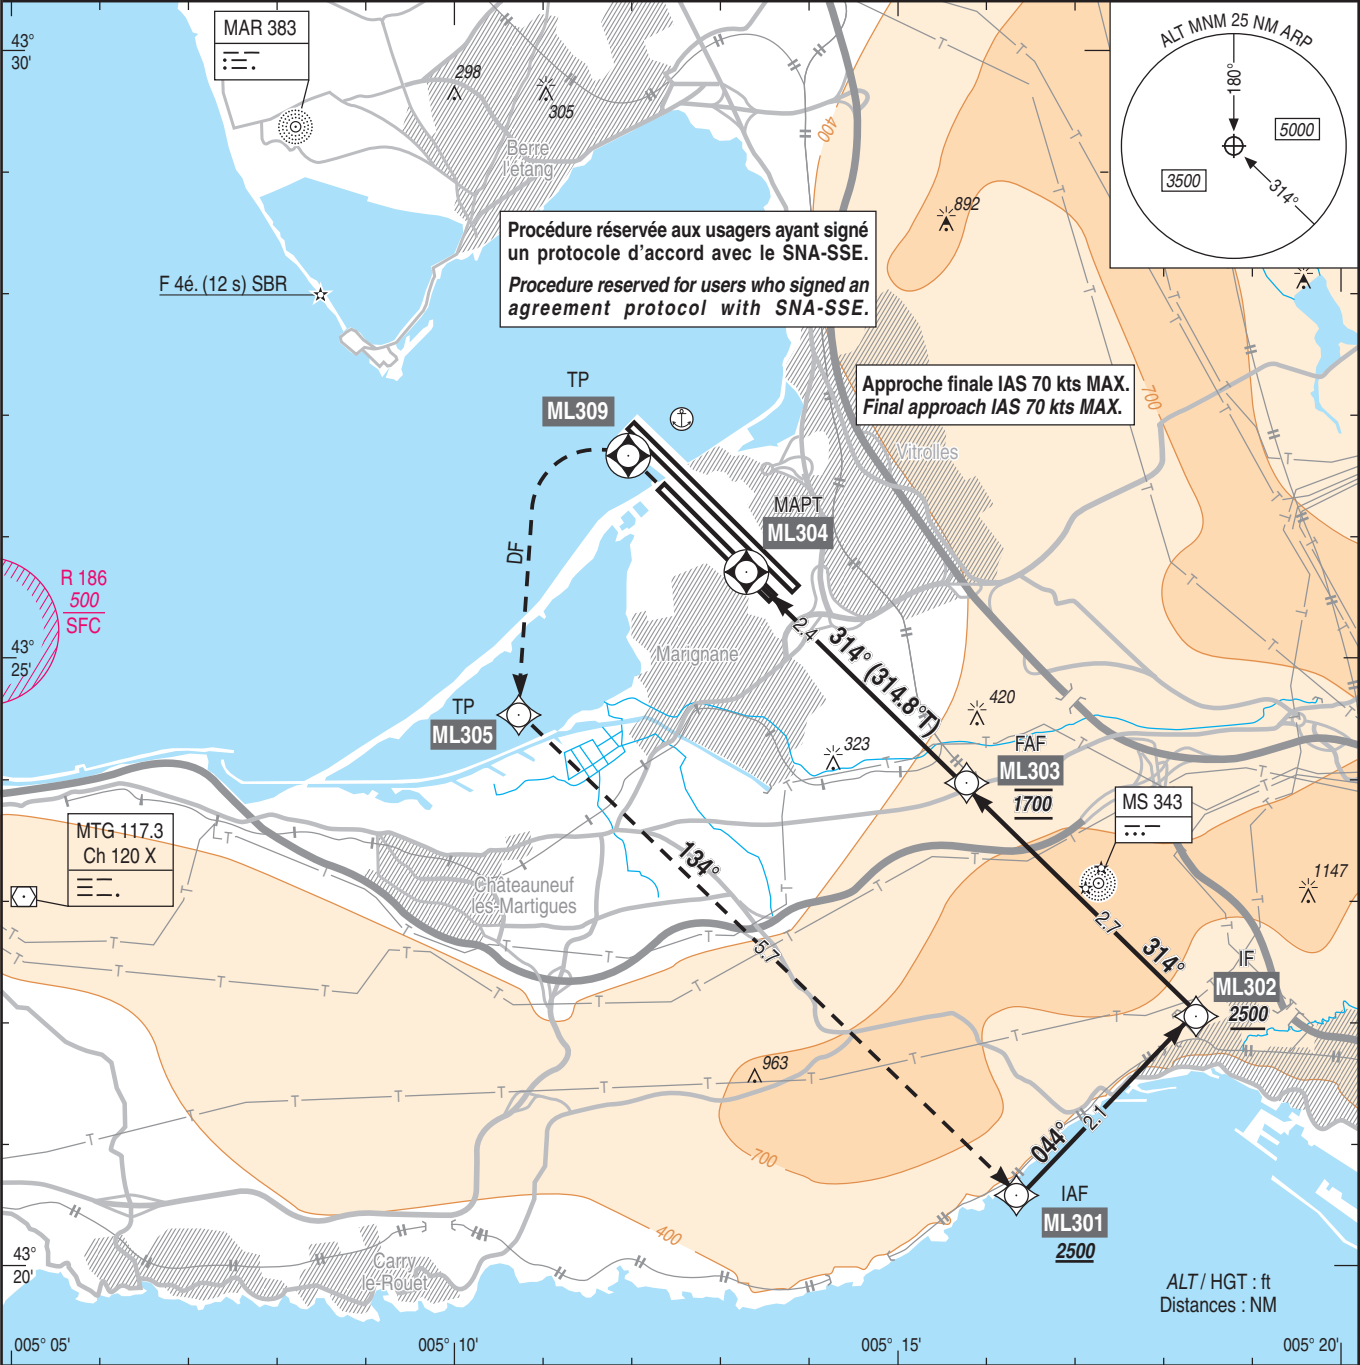 MAR 383
43°
30'
298
305
Berre
l'étang
400
ALT MNM 25 NM ARP
180°
5000
3500
314°
892
Procédure réservée aux usagers ayant signé
un protocole d'accord avec le SNA-SSE.
Procedure reserved for users who signed an
agreement protocol with SNA-SSE.
F 4é. (12 s) SBR
TP
ML309
Approche finale IAS 70 kts MAX.
Final approach IAS 70 kts MAX.
700
Vitrolles
MAPT
ML304
DF
R 186
500
SFC
43°
25'
2.4
314° (314.8°T)
Marignane
TP
ML305
420
323
FAF
ML303
1700
MS 343
MTG 117.3
Ch 120 X
134°
1147
Châteauneuf
les-Martigues
5.7
2.7
314°
IF
ML302
2500
963
044°
2.1
700
IAF
ML301
2500
400
43°
20'
Carry
le-Rouet
ALT / HGT : ft
Distances : NM
005° 05'
005° 10'
005° 15'
005° 20'